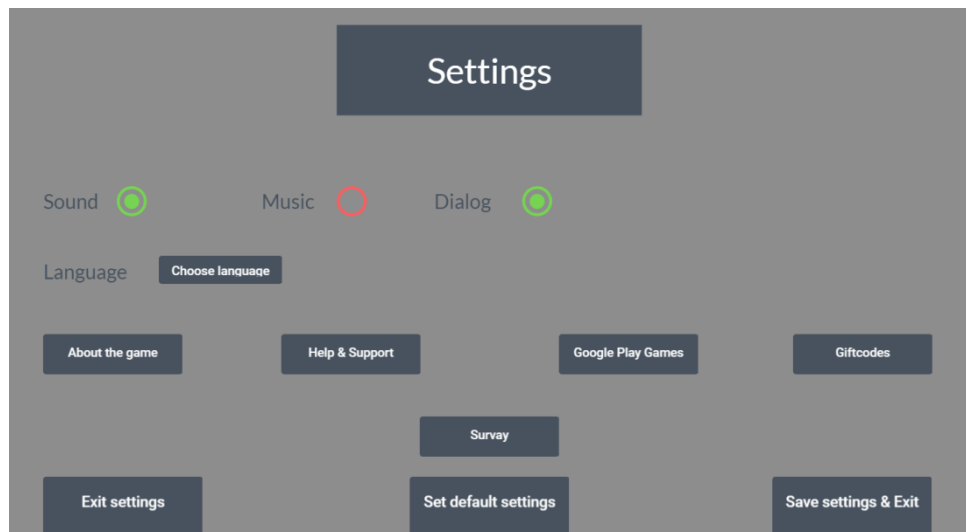 Settings
Sound Music Dialog
Language Choose language
About the game Help & Support Google Play Games Giftcodes
Survay
Exit settings Set default settings Save settings & Exit